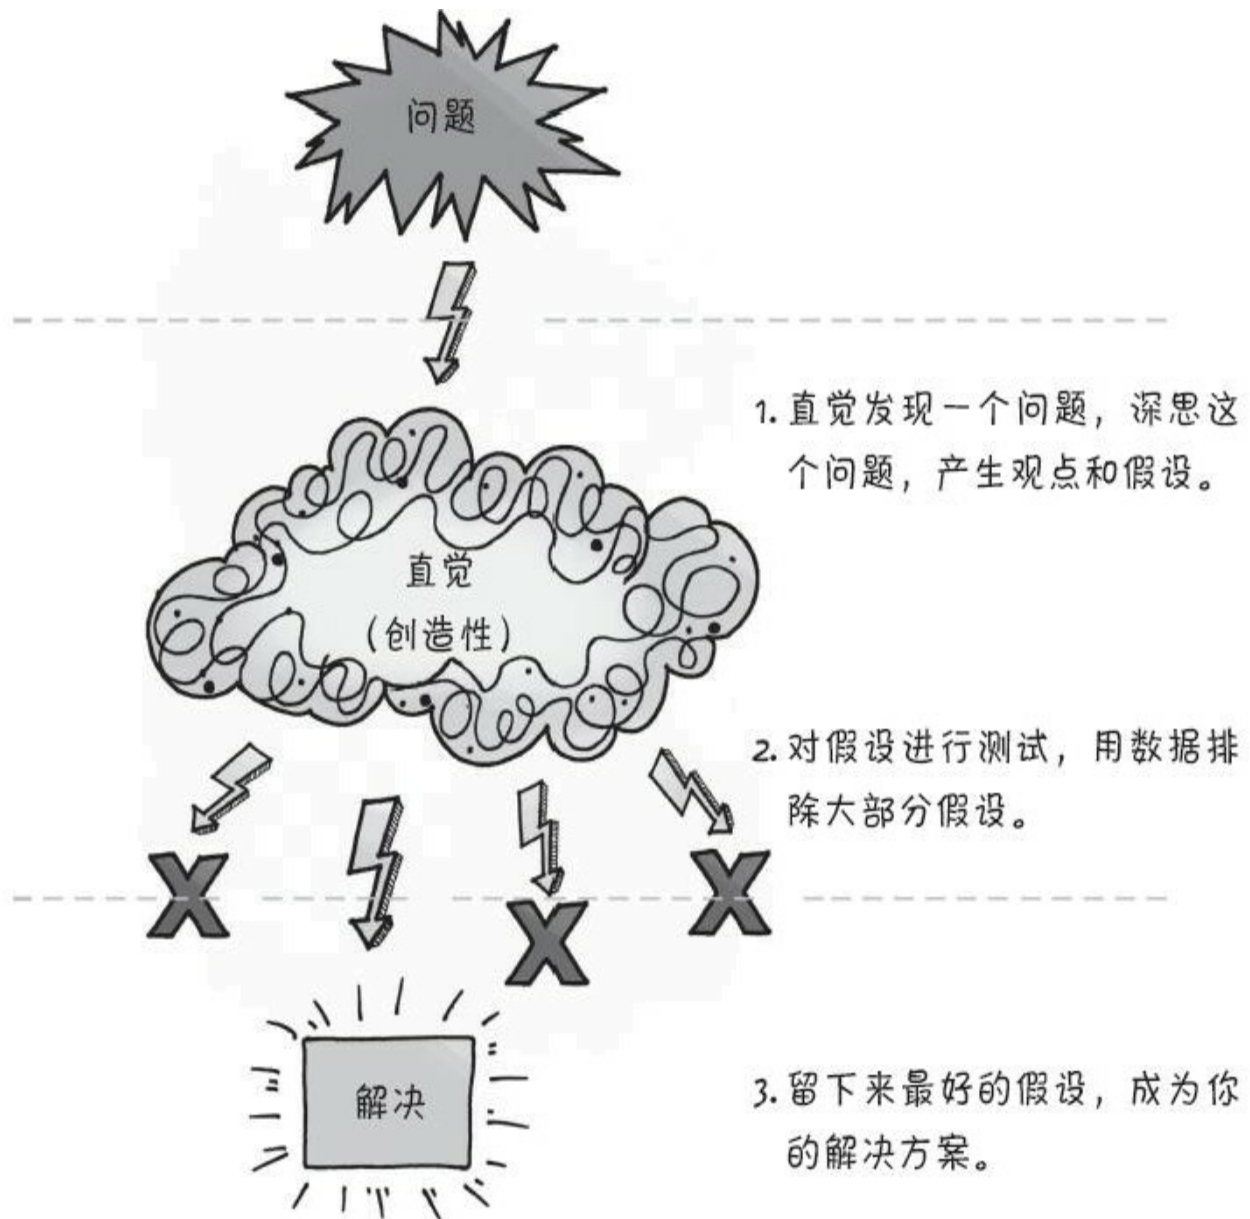 问题
1. 直觉发现一个问题，深思这
个问题，产生观点和假设。
直觉
（创造性）
2. 对假设进行测试，用数据排
除大部分假设。
X
X
X
解决
3. 留下来最好的假设，成为你
的解决方案。